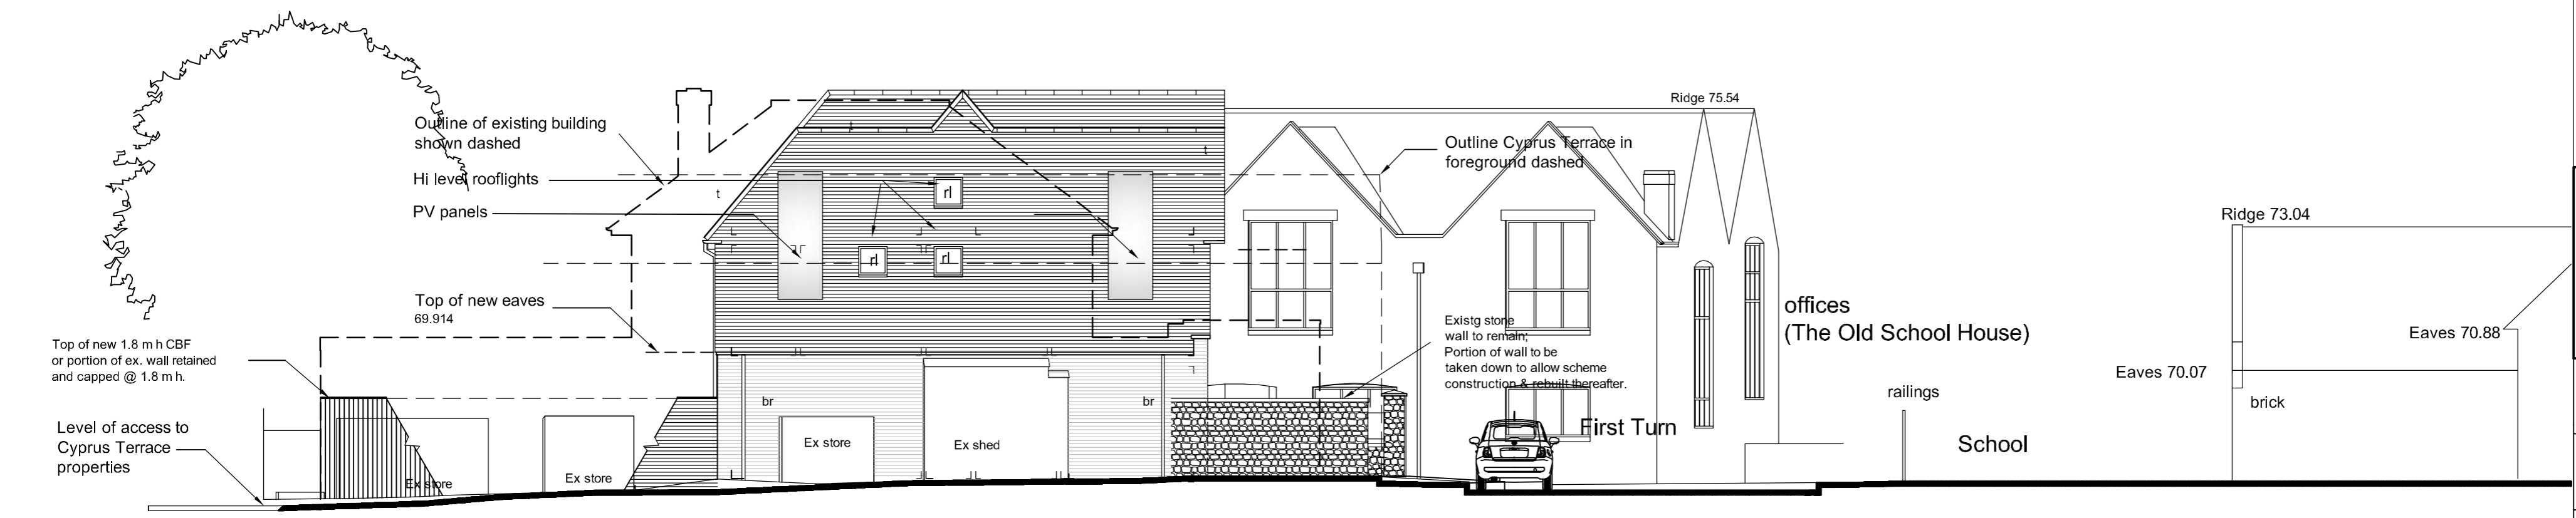 Ridge 75.54
Outline of existing building
shown dashed
t
Outline Cyprus Terrace in
foreground dashed
t
Hi level rooflights
rl
t
PV panels
Ridge 73.04
rl
rl
Top of new eaves
69.914
offices
(The Old School House)
Existg stone
wall to remain;
Portion of wall to be
taken down to allow scheme
construction & rebuilt thereafter.
Eaves 70.88
Top of new 1.8 m h CBF
or portion of ex. wall retained
and capped @ 1.8 m h.
Eaves 70.07
railings
br
br
brick
Level of access to
Cyprus Terrace
properties
First Turn
Ex store
Ex shed
School
Ex store
Ex store